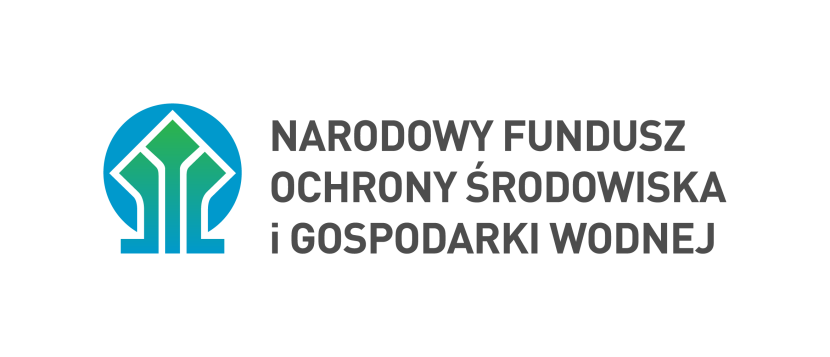 NARODOWY FUNDUSZ
OCHRONY ŚRODOWISKA
i GOSPODARKI WODNEJ